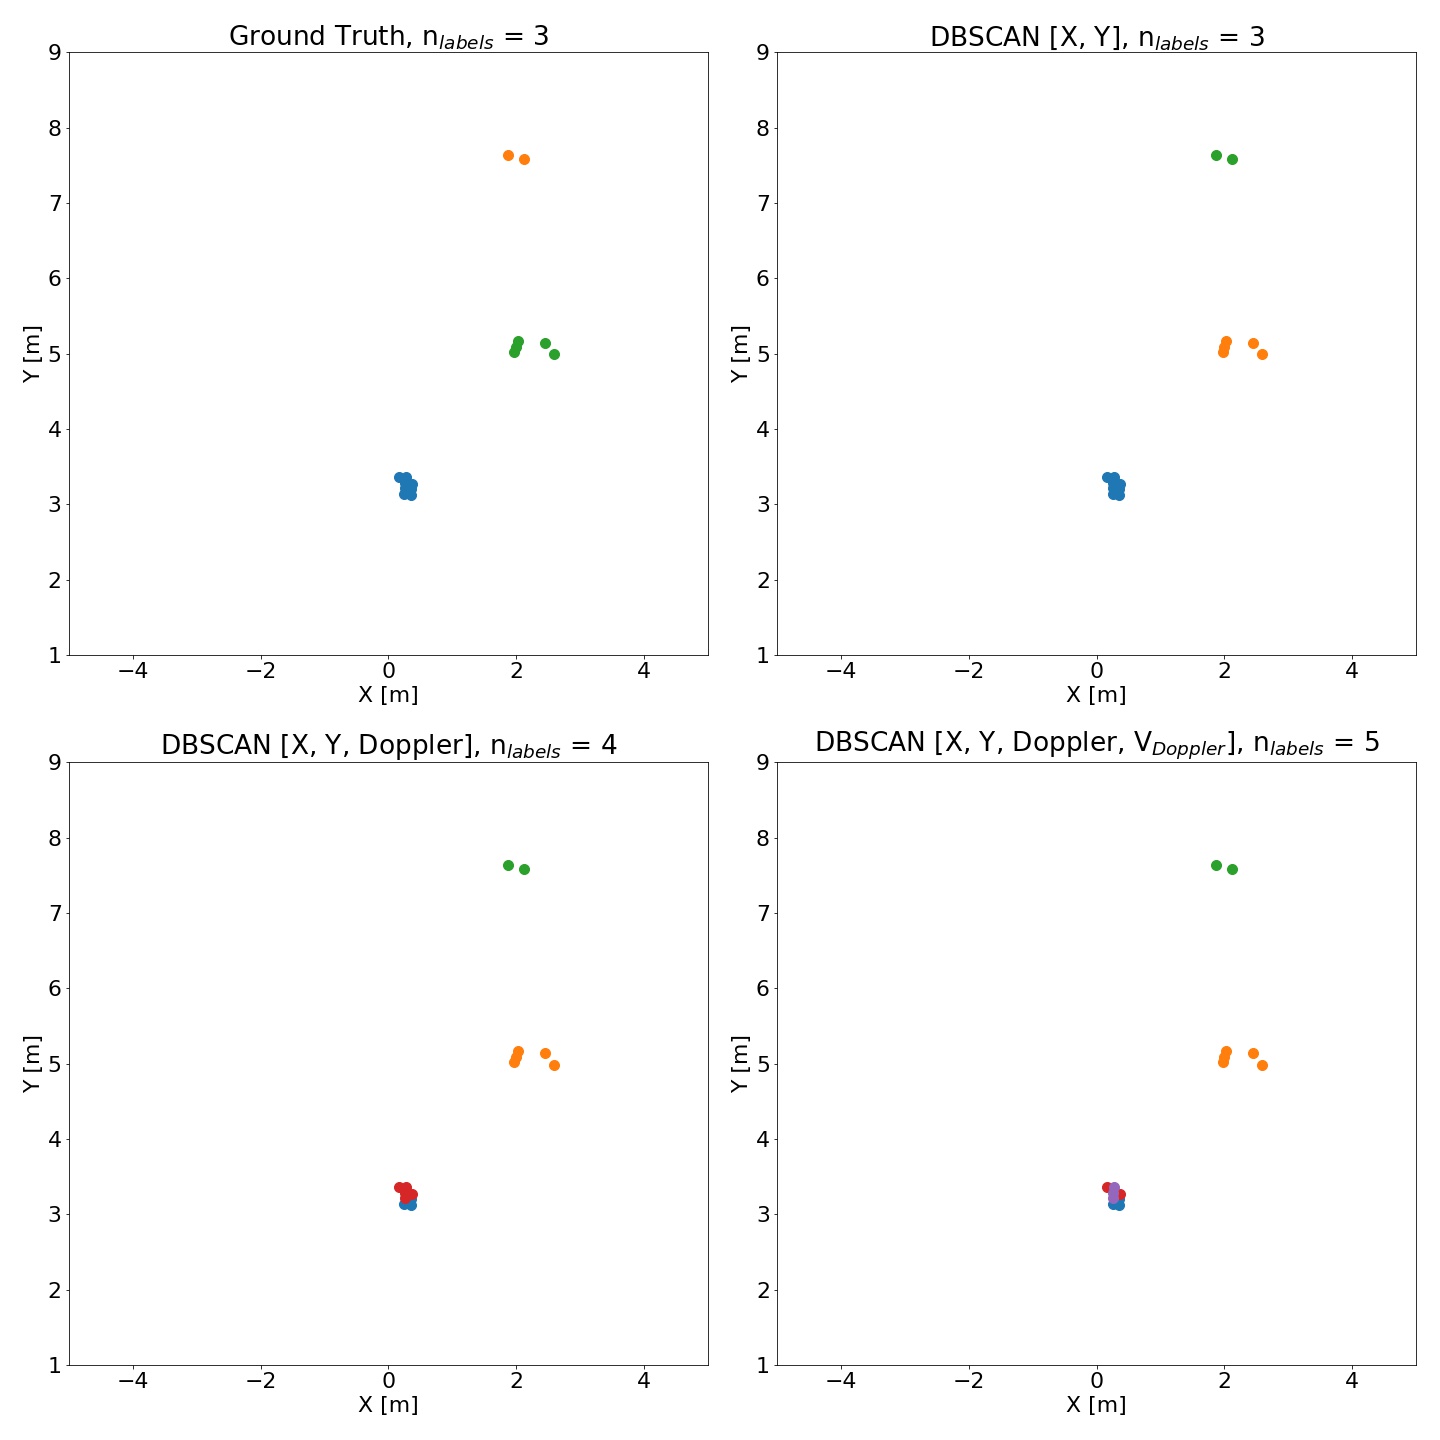 Ground Truth, n_labels = 3
9
8
7
6
5
4
3
2
1
Y [m]
−4 −2 0 2 4
X [m]
DBSCAN [X, Y], n_labels = 3
9
8
7
6
5
4
3
2
1
Y [m]
−4 −2 0 2 4
X [m]
DBSCAN [X, Y, Doppler], n_labels = 4
9
8
7
6
5
4
3
2
1
Y [m]
−4 −2 0 2 4
X [m]
DBSCAN [X, Y, Doppler, V_Doppler], n_labels = 5
9
8
7
6
5
4
3
2
1
Y [m]
−4 −2 0 2 4
X [m]